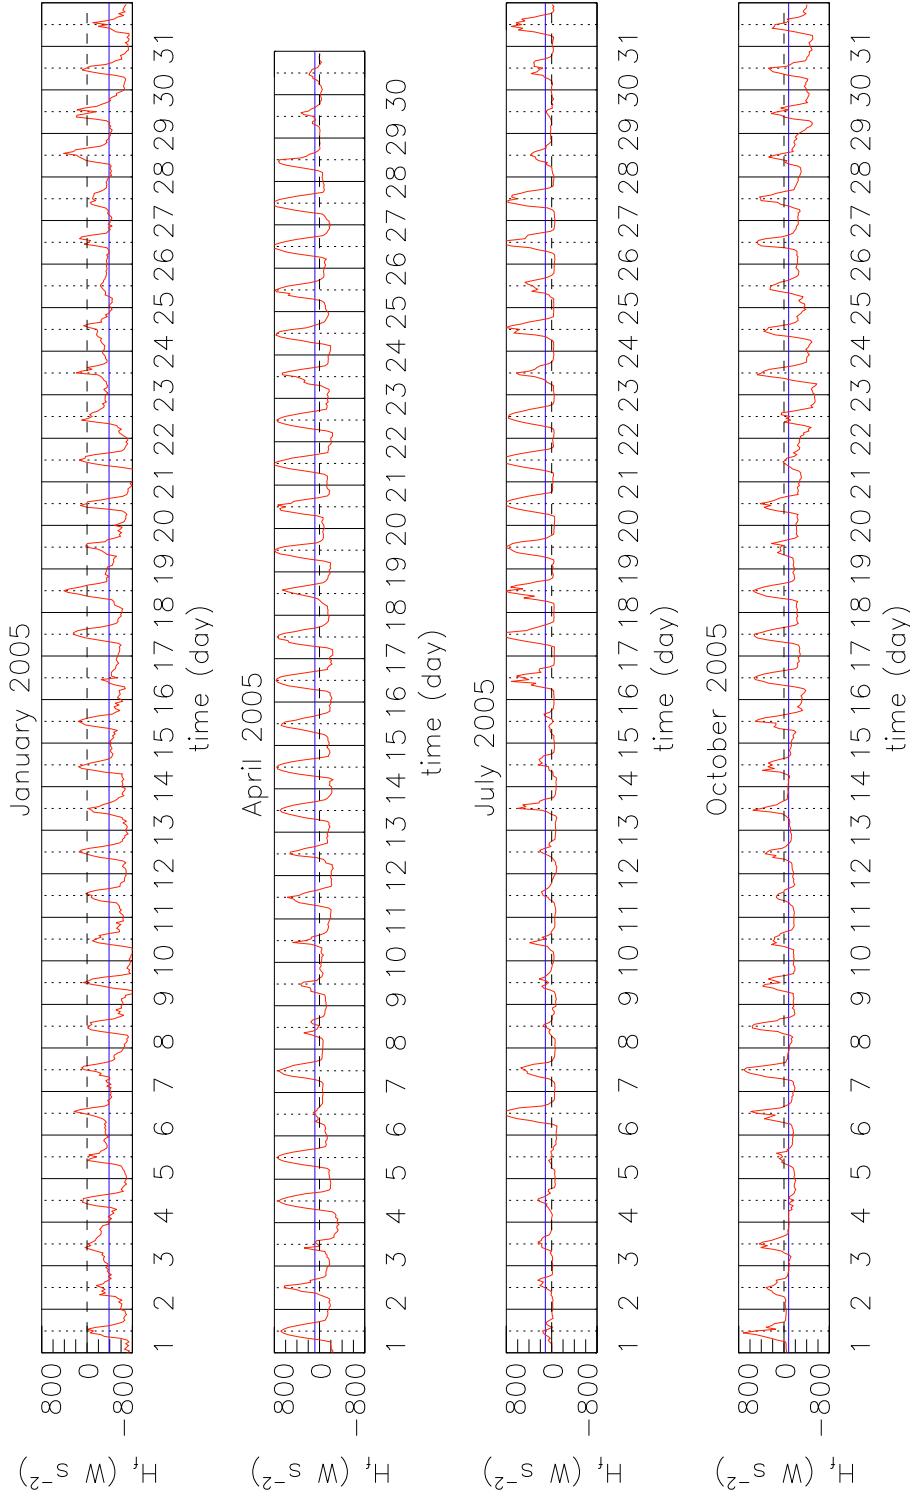 January 2005
H_f (W s⁻²)
800
0
−800
1 2 3 4 5 6 7 8 9 10 11 12 13 14 15 16 17 18 19 20 21 22 23 24 25 26 27 28 29 30 31
time (day)
April 2005
H_f (W s⁻²)
800
0
−800
1 2 3 4 5 6 7 8 9 10 11 12 13 14 15 16 17 18 19 20 21 22 23 24 25 26 27 28 29 30
time (day)
July 2005
H_f (W s⁻²)
800
0
−800
1 2 3 4 5 6 7 8 9 10 11 12 13 14 15 16 17 18 19 20 21 22 23 24 25 26 27 28 29 30 31
time (day)
October 2005
H_f (W s⁻²)
800
0
−800
1 2 3 4 5 6 7 8 9 10 11 12 13 14 15 16 17 18 19 20 21 22 23 24 25 26 27 28 29 30 31
time (day)